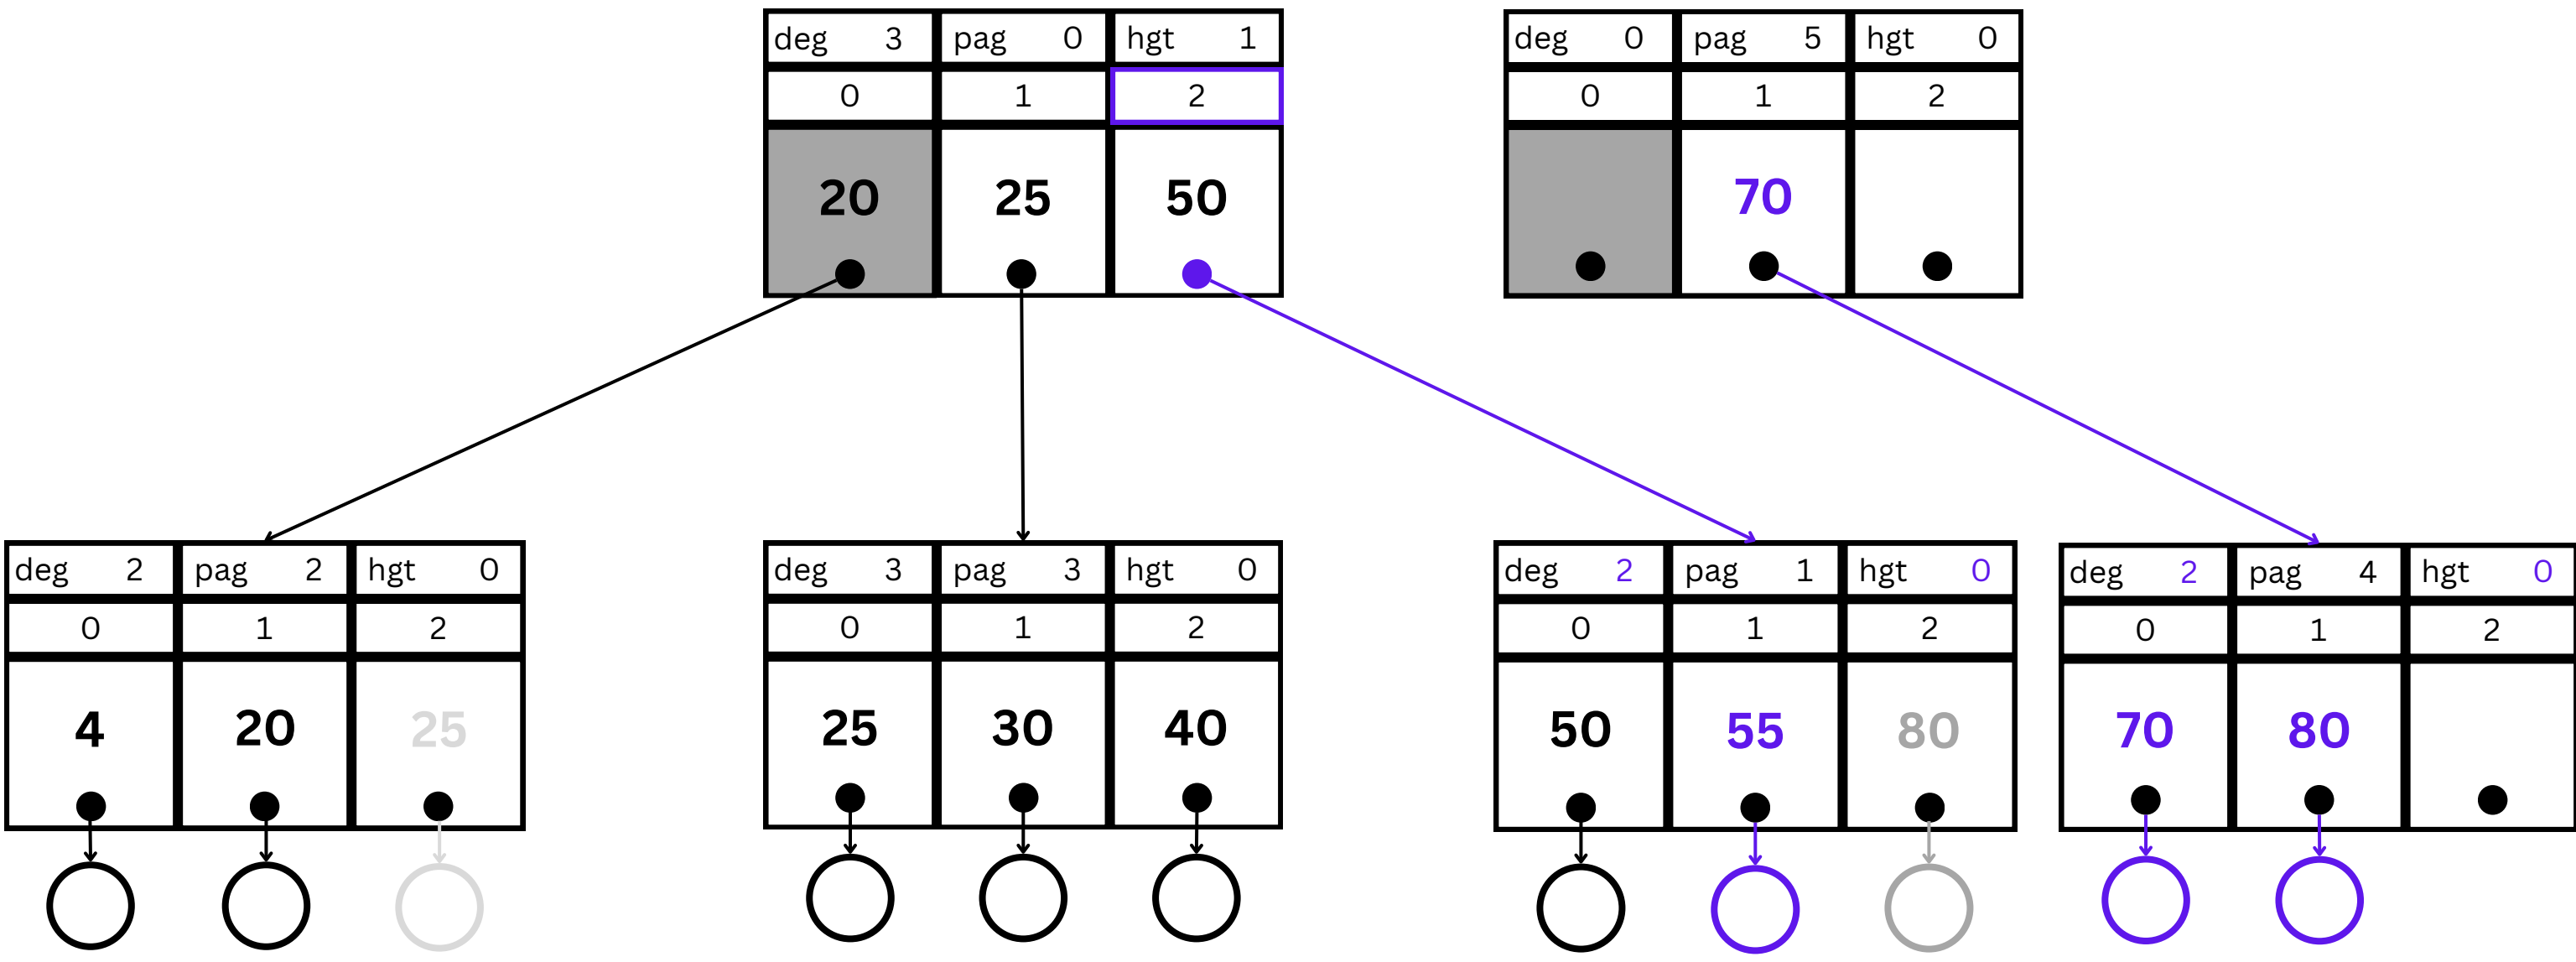 deg 3 pag 0 hgt 1 deg 0 pag 5 hgt 0
0 1 2 0 1 2
20 25 50 70
deg 2 pag 2 hgt 0 deg 3 pag 3 hgt 0 deg 2 pag 1 hgt 0 deg 2 pag 4 hgt 0
0 1 2 0 1 2 0 1 2 0 1 2
4 20 25 25 30 40 50 55 80 70 80